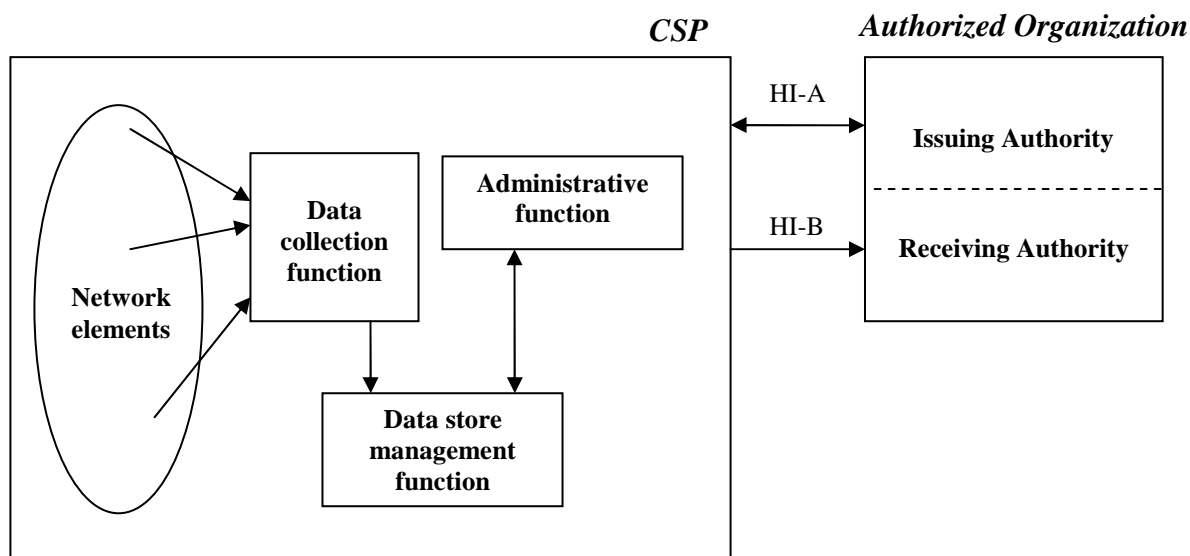 CSP
Authorized Organization
HI-A
Issuing Authority
Administrative
function
Data
collection
function
HI-B
Receiving Authority
Network
elements
Data store
management
function